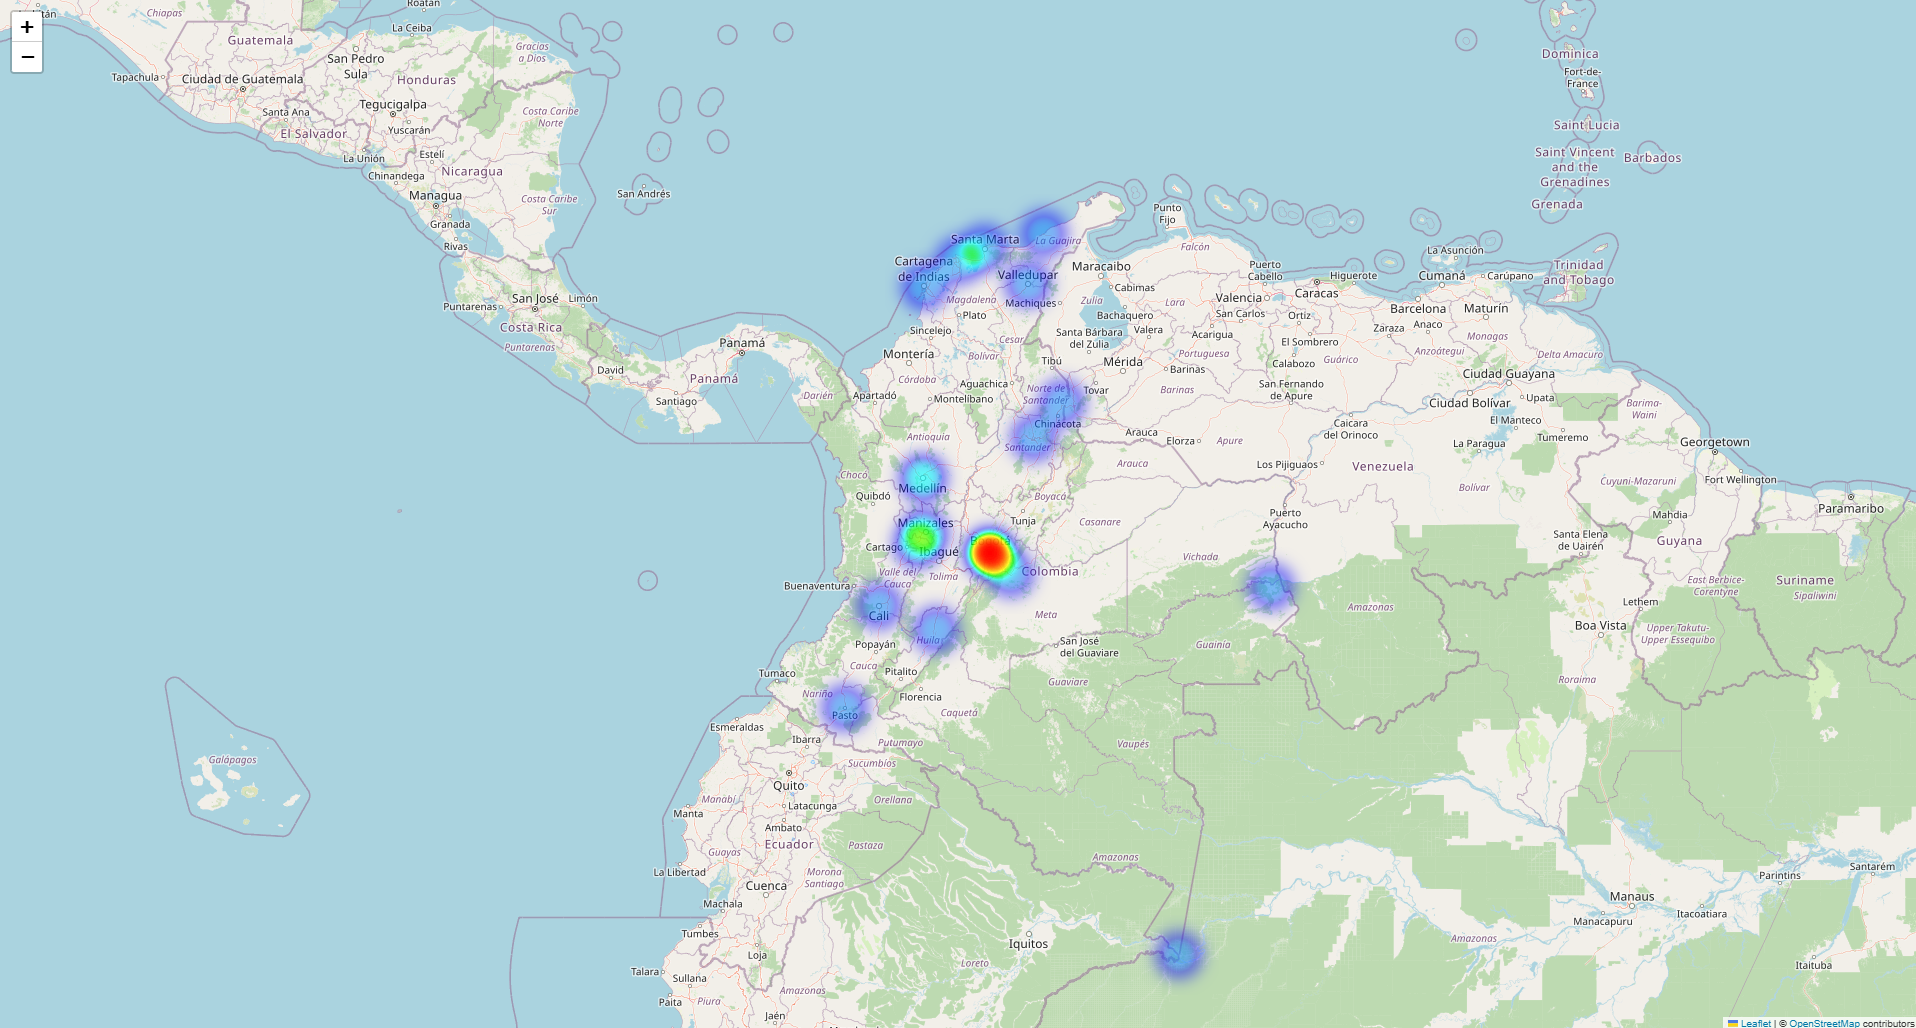 +
−
Roatán
Chiapas
La Ceiba
Guatemala
San Pedro
Sula
Gracias
a Dios
Tapachula
Ciudad de Guatemala
Honduras
Tegucigalpa
Santa Ana
Costa Caribe
Norte
El Salvador
Yuscarán
La Unión
Estelí
Chinandega
Nicaragua
Managua
Costa Caribe
Sur
Granada
Rivas
San Andrés
Dominica
Fort-de-
France
Saint Lucia
Saint Vincent
and the
Grenadines
Barbados
Grenada
Punto
Fijo
Santa Marta
La Guajira
Falcón
La Asunción
Trinidad
and Tobago
Cartagena
de Indias
Valledupar
Maracaibo
Puerto
Cabello
Higuerote
Cumaná
Carúpano
Puntarenas
San José
Limón
Magdalena
Machiques
Zulia
Cabimas
Lara
Valencia
Caracas
Barcelona
Maturín
Costa Rica
Plato
Bachaquero
San Carlos
Ortiz
Zaraza
Anaco
Monagas
Sincelejo
Cesar
Santa Bárbara
del Zulia
Valera
Acarigua
El Sombrero
Puntarenas
Panamá
Montería
Bolívar
Tibú
Mérida
Portuguesa
Guárico
Anzoátegui
Delta Amacuro
David
Panamá
Córdoba
Barinas
Calabozo
Ciudad Guayana
Darién
Apartadó
Aguachica
Norte de
Santander
Tovar
Barinas
San Fernando
de Apure
Santiago
Montelíbano
Ciudad Bolívar
Upata
Barima-
Waini
Chinácota
Arauca
Elorza
Apure
Caicara
del Orinoco
El Manteco
Antioquia
Santander
La Paragua
Tumeremo
Georgetown
Chocó
Arauca
Los Pijiguaos
Venezuela
Medellín
Quibdó
Boyacá
Bolívar
Cuyuni-Mazaruni
Fort Wellington
Manizales
Tunja
Casanare
Puerto
Ayacucho
Mahdia
Paramaribo
Cartago
Ibagué
Santa Elena
de Uairén
Guyana
Valle del
Cauca
Tolima
Colombia
Vichada
Buenaventura
East Berbice-
Corentyne
Suriname
Sipaliwini
Cali
Meta
Amazonas
Lethem
Huila
Boa Vista
Upper Takutu-
Upper Essequibo
Popayán
San José
del Guaviare
Guainía
Cauca
Tumaco
Pitalito
Guaviare
Roraima
Nariño
Florencia
Pasto
Caquetá
Esmeraldas
Ibarra
Putumayo
Vaupés
Galápagos
Sucumbíos
Quito
Manabí
Latacunga
Orellana
Manta
Ambato
Ecuador
Pastaza
Guayas
Amazonas
La Libertad
Morona
Santiago
Cuenca
Santarém
Parintins
Machala
Manaus
Itacoatiara
Manacapuru
Tumbes
Iquitos
Amazonas
Loja
Loreto
Talara
Sullana
Itaituba
Paita
Piura
Amazonas
Jaén
Leaflet | © OpenStreetMap contributors